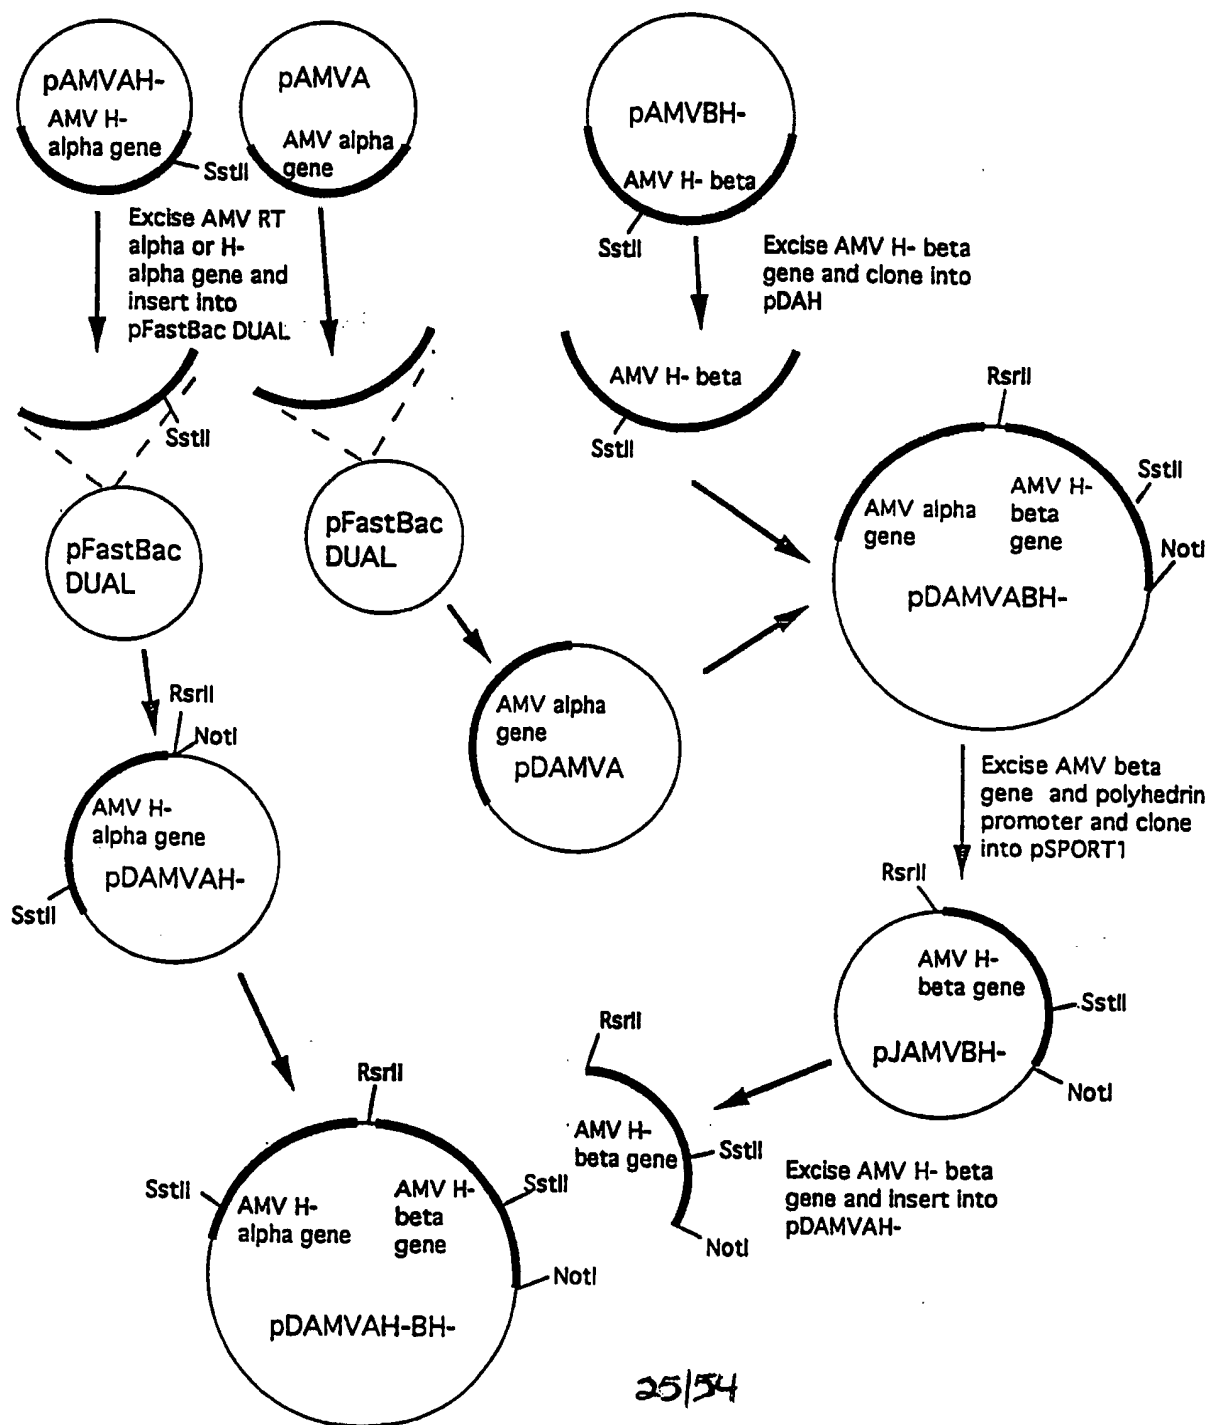 pAMVAH-
AMV H-
alpha gene
SstII
pAMVA
AMV alpha
gene
pAMVBH-
AMV H- beta
SstII
Excise AMV RT
alpha or H-
alpha gene and
insert into
pFastBac DUAL
Excise AMV H- beta
gene and clone into
pDAH
SstII
AMV H- beta
SstII
pFastBac
DUAL
pFastBac
DUAL
RsrII
SstII
NotI
AMV alpha
gene
AMV H-
beta
gene
pDAMVABH-
RsrII
NotI
AMV H-
alpha gene
pDAMVAH-
SstII
AMV alpha
gene
pDAMVA
Excise AMV beta
gene and polyhedrin
promoter and clone
into pSPORT1
RsrII
AMV H-
beta gene
SstII
pJAMVBH-
NotI
RsrII
AMV H-
beta gene
SstII
NotI
Excise AMV H- beta
gene and insert into
pDAMVAH-
RsrII
SstII
AMV H-
alpha gene
AMV H-
beta
gene
SstII
NotI
pDAMVAH-BH-
25/54